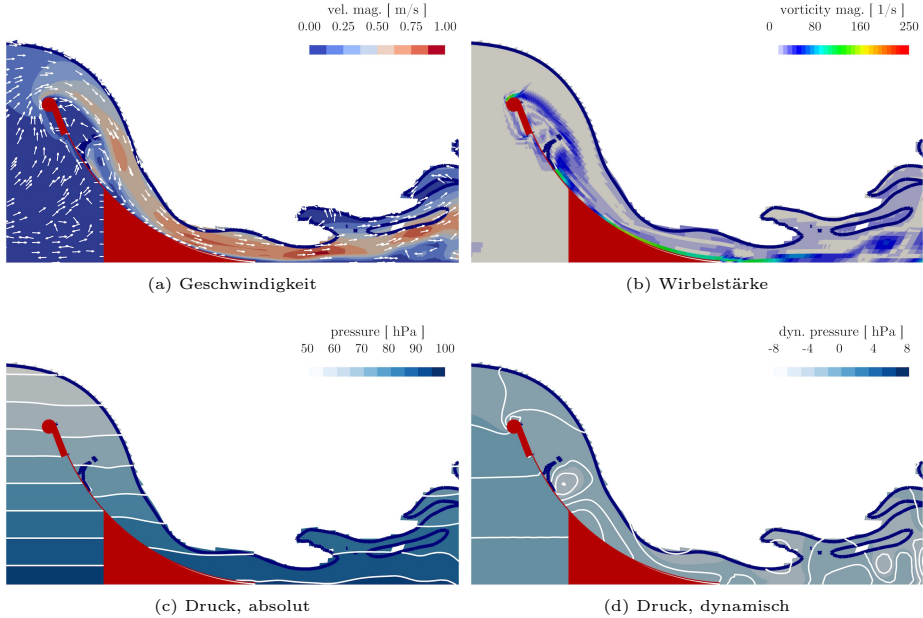 vel. mag. [ m/s ]
0.00 0.25 0.50 0.75 1.00
vorticity mag. [ 1/s ]
0 80 160 250
(a) Geschwindigkeit
(b) Wirbelstärke
pressure [ hPa ]
50 60 70 80 90 100
dyn. pressure [ hPa ]
-8 -4 0 4 8
(c) Druck, absolut
(d) Druck, dynamisch